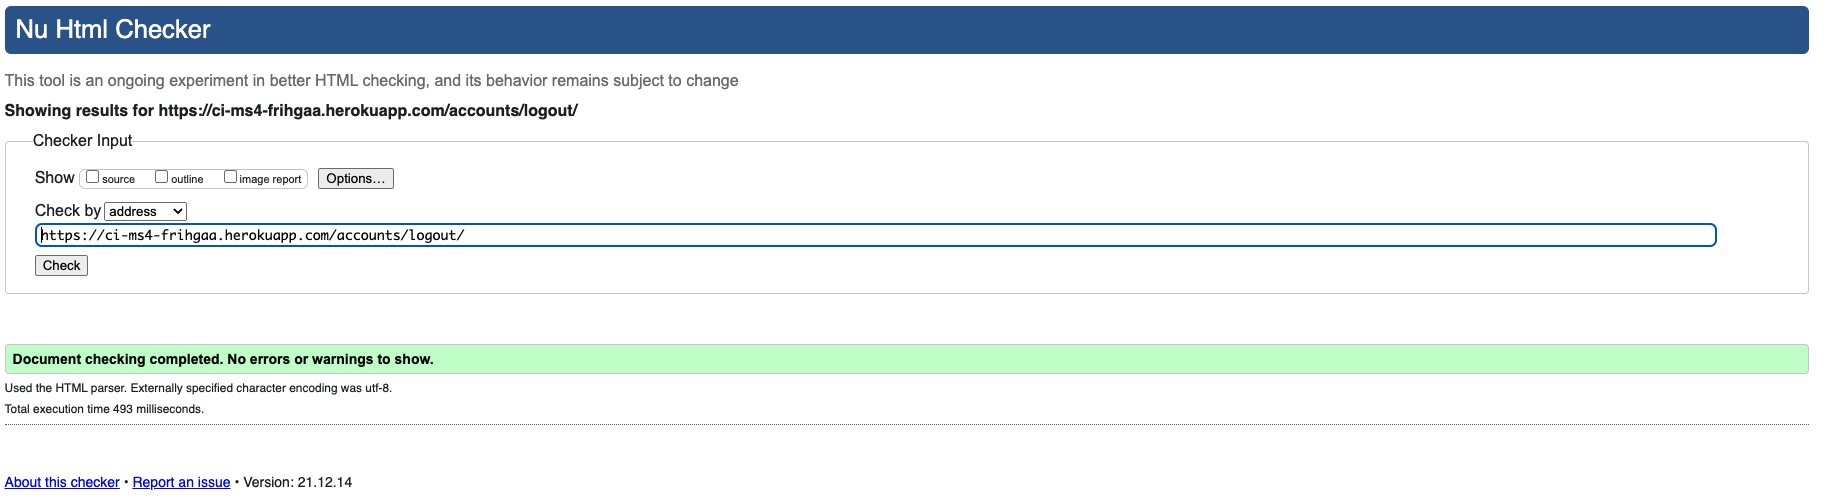 Nu Html Checker
This tool is an ongoing experiment in better HTML checking, and its behavior remains subject to change
Showing results for https://ci-ms4-frihgaa.herokuapp.com/accounts/logout/
Checker Input
Show source outline image report Options...
Check by address
https://ci-ms4-frihgaa.herokuapp.com/accounts/logout/
Check
Document checking completed. No errors or warnings to show.
Used the HTML parser. Externally specified character encoding was utf-8.
Total execution time 493 milliseconds.
About this checker • Report an issue • Version: 21.12.14